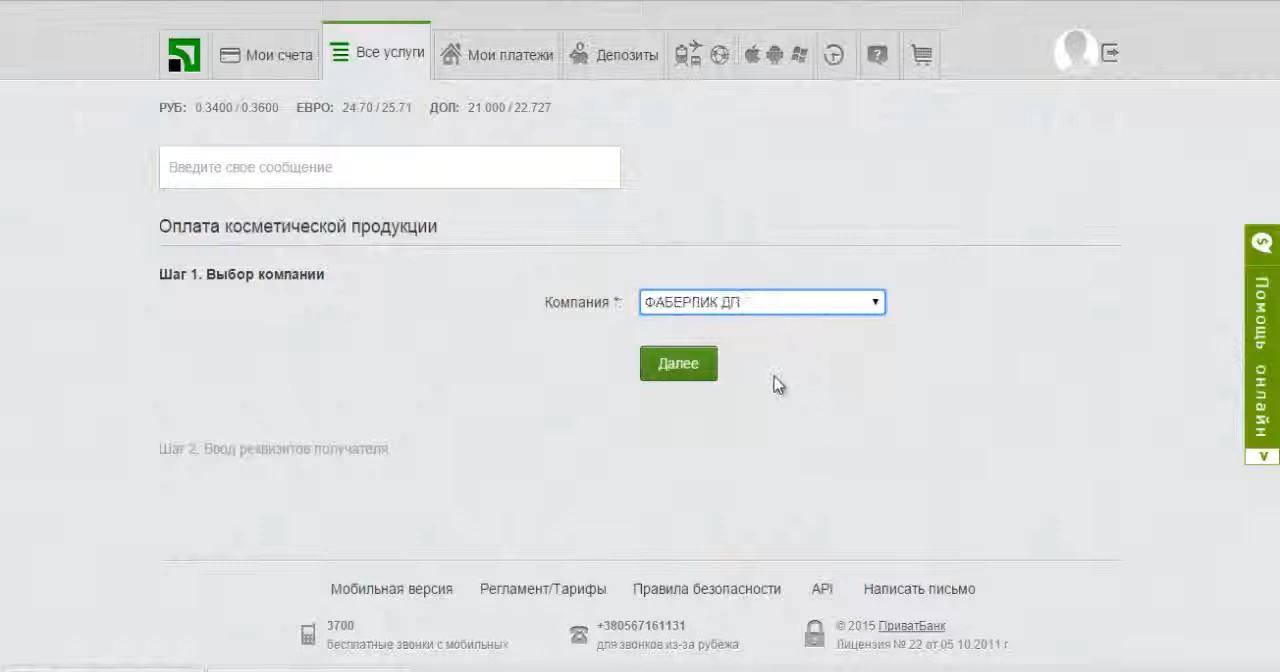 Мои счета
Все услуги
Мои платежи
Депозиты
РУБ: 0.3400 / 0.3600 ЕВРО: 24.70 / 25.71 ДОЛ: 21.000 / 22.727
Введите свое сообщение
Оплата косметической продукции
Шаг 1. Выбор компании
Компания *:
ФАБЕРЛИК ДП
Далее
Шаг 2. Ввод реквизитов получателя
Помощь онлайн
Мобильная версия
Регламент/Тарифы
Правила безопасности
API
Написать письмо
3700
бесплатные звонки с мобильных
+380567161131
для звонков из-за рубежа
© 2015 ПриватБанк
Лицензия № 22 от 05.10.2011 г.